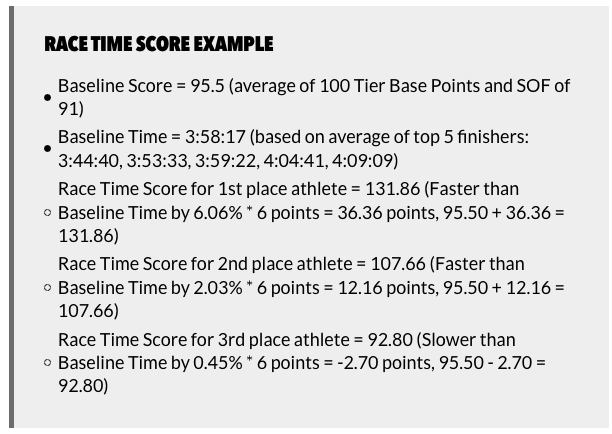 RACE TIME SCORE EXAMPLE
Baseline Score = 95.5 (average of 100 Tier Base Points and SOF of
91)
Baseline Time = 3:58:17 (based on average of top 5 finishers:
3:44:40, 3:53:33, 3:59:22, 4:04:41, 4:09:09)
Race Time Score for 1st place athlete = 131.86 (Faster than
Baseline Time by 6.06% * 6 points = 36.36 points, 95.50 + 36.36 =
131.86)
Race Time Score for 2nd place athlete = 107.66 (Faster than
Baseline Time by 2.03% * 6 points = 12.16 points, 95.50 + 12.16 =
107.66)
Race Time Score for 3rd place athlete = 92.80 (Slower than
Baseline Time by 0.45% * 6 points = -2.70 points, 95.50 - 2.70 =
92.80)